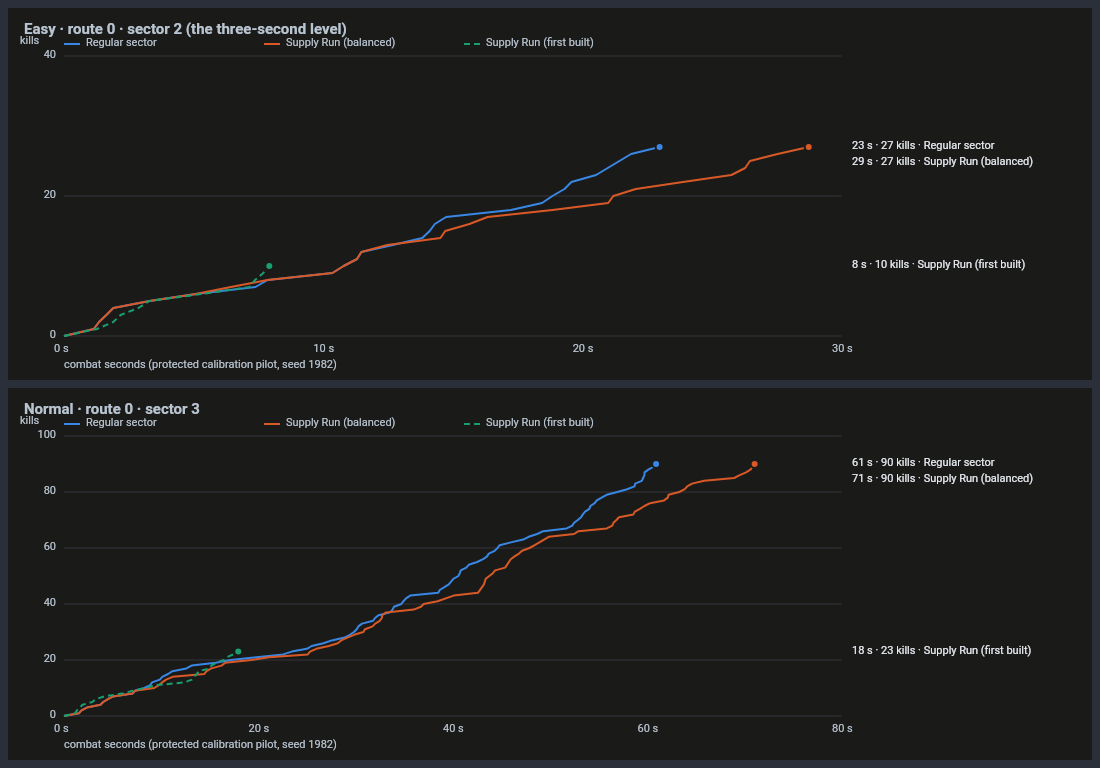 Easy · route 0 · sector 2 (the three-second level)
kills
Regular sector
Supply Run (balanced)
Supply Run (first built)
40
20
0
0 s
10 s
20 s
30 s
23 s · 27 kills · Regular sector
29 s · 27 kills · Supply Run (balanced)
8 s · 10 kills · Supply Run (first built)
combat seconds (protected calibration pilot, seed 1982)
Normal · route 0 · sector 3
kills
Regular sector
Supply Run (balanced)
Supply Run (first built)
100
80
60
40
20
0
0 s
20 s
40 s
60 s
80 s
61 s · 90 kills · Regular sector
71 s · 90 kills · Supply Run (balanced)
18 s · 23 kills · Supply Run (first built)
combat seconds (protected calibration pilot, seed 1982)